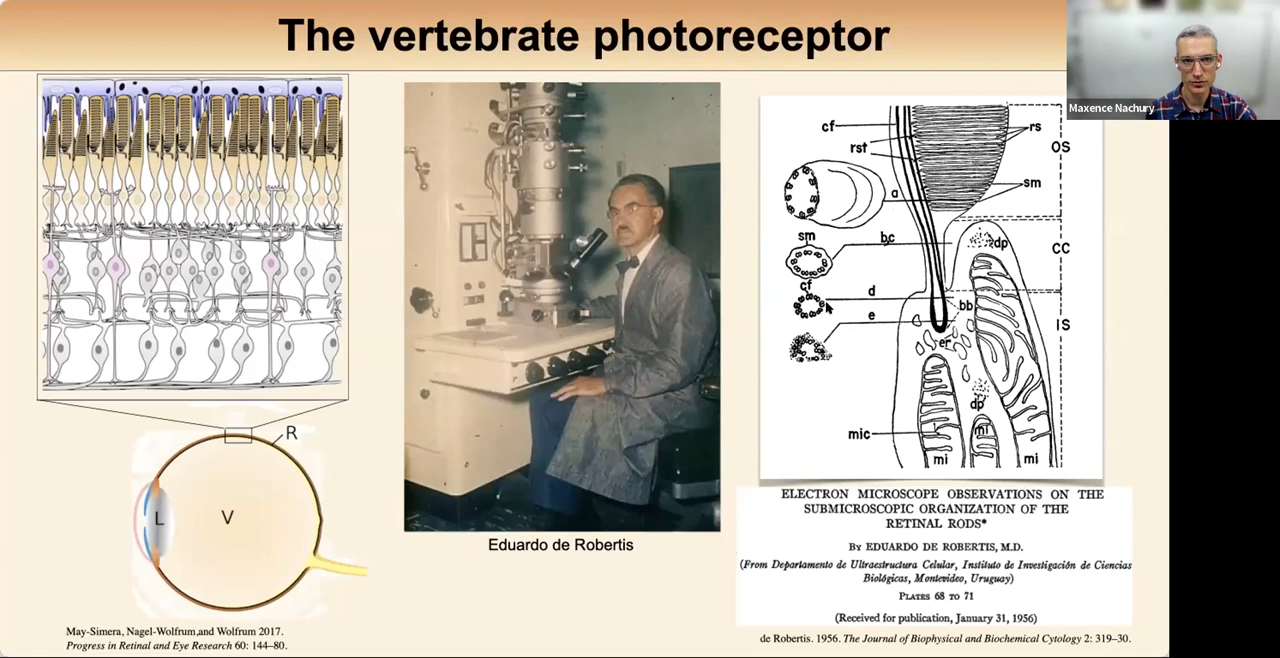 The vertebrate photoreceptor
Maxence Nachury
R
L
V
May-Simera, Nagel-Wolfrum,and Wolfrum 2017.
Progress in Retinal and Eye Research 60: 144–80.
Eduardo de Robertis
cf
rs
OS
rst
sm
a
sm
bc
dp
CC
cf
d
bb
e
IS
er
dp
mic
mi
mi
mi
ELECTRON MICROSCOPE OBSERVATIONS ON THE
SUBMICROSCOPIC ORGANIZATION OF THE
RETINAL RODS*
By EDUARDO DE ROBERTIS, M.D.
(From Departamento de Ultraestructura Celular, Instituto de Investigación de Ciencias
Biológicas, Montevideo, Uruguay)
Plates 68 to 71
(Received for publication, January 31, 1956)
de Robertis. 1956. The Journal of Biophysical and Biochemical Cytology 2: 319–30.